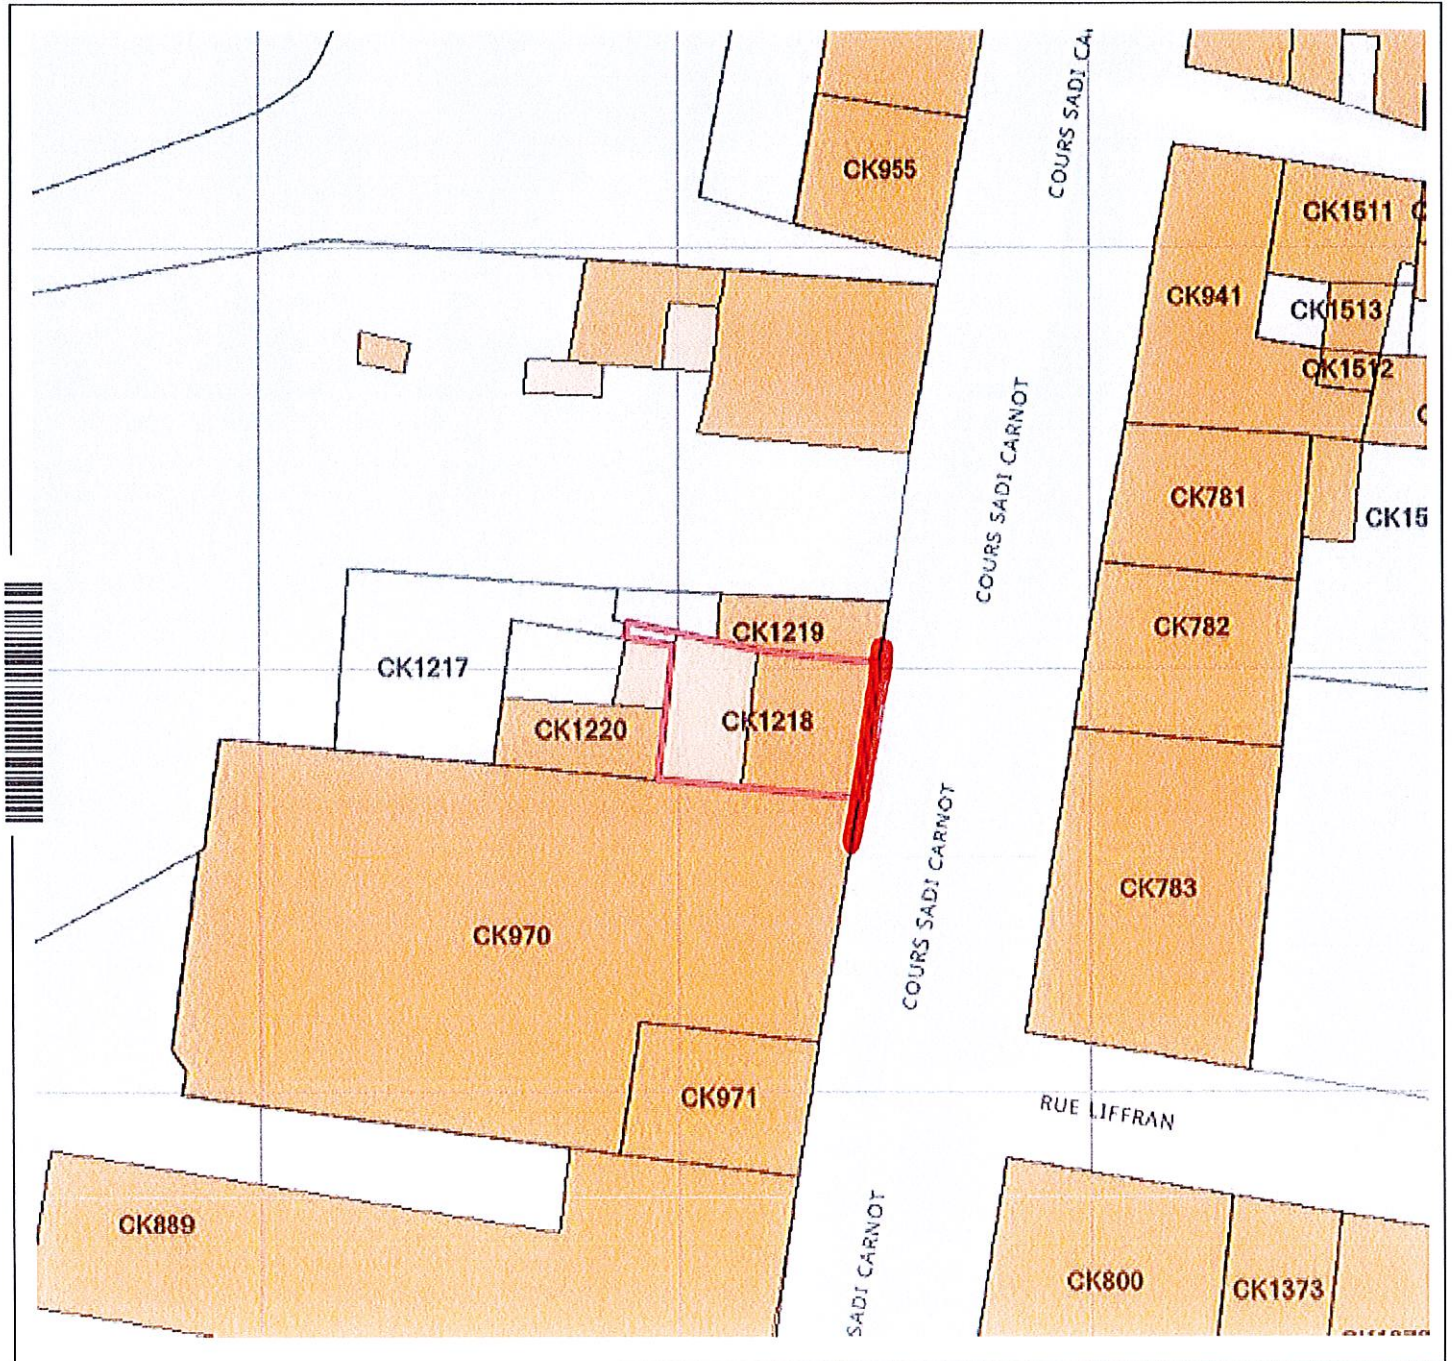 COURS SADI CA
CK955
CK1511
CK941
CK1513
CK1512
COURS SADI CARNOT
CK781
CK15
CK782
CK1219
CK1217
CK1218
CK1220
COURS SADI CARNOT
CK783
CK970
CK971
RUE LIFFRAN
CK889
SADI CARNOT
CK800
CK1373